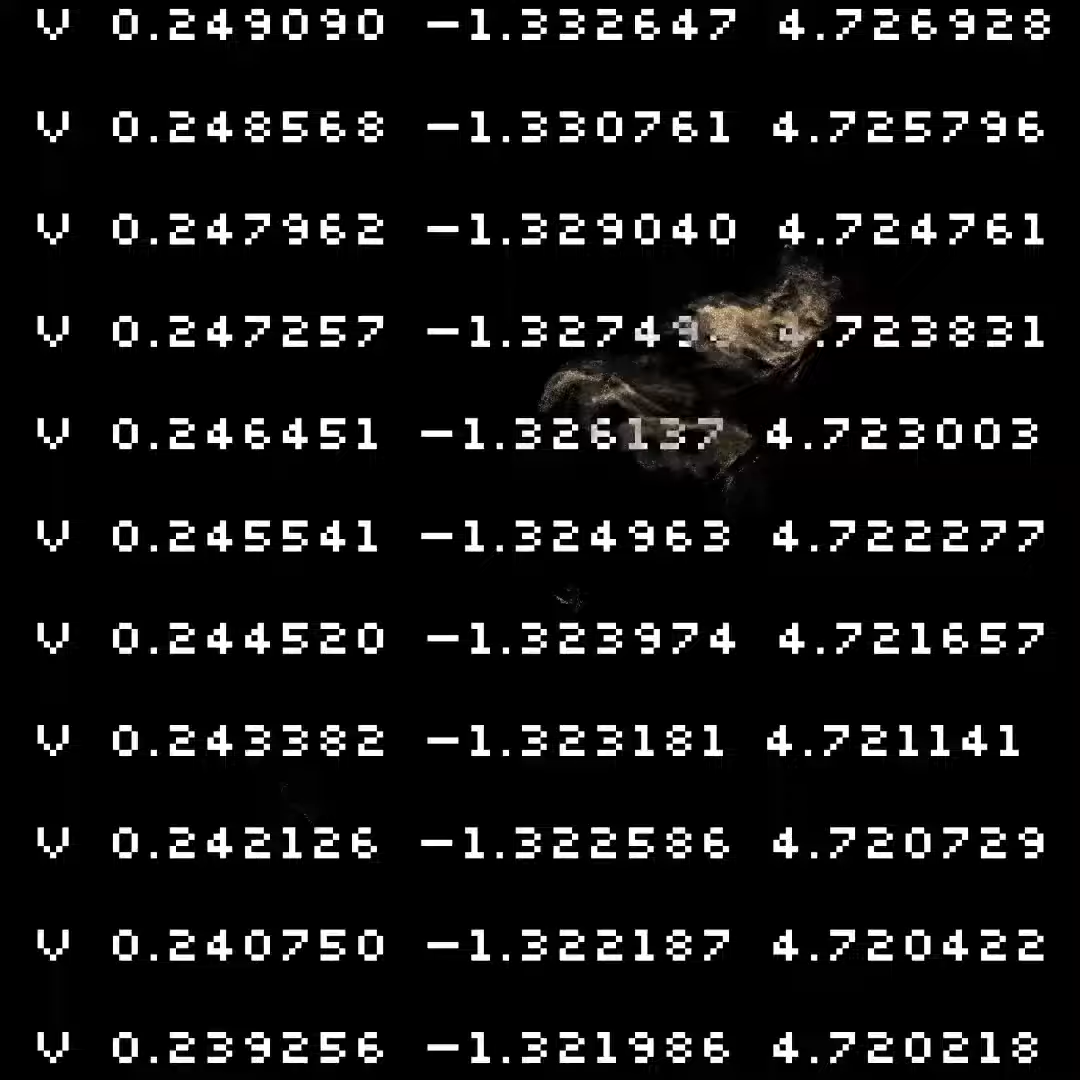 V 0.249090 -1.332647 4.726928
V 0.248568 -1.330761 4.725796
V 0.247962 -1.329040 4.724761
V 0.247257 4.723831
V 0.246451 -1.326137 4.723003
V 0.245541 -1.324963 4.722277
V 0.244520 -1.323974 4.721657
V 0.243382 -1.323181 4.721141
V 0.242126 -1.322586 4.720729
V 0.240750 -1.322187 4.720422
V 0.239256 -1.321986 4.720218